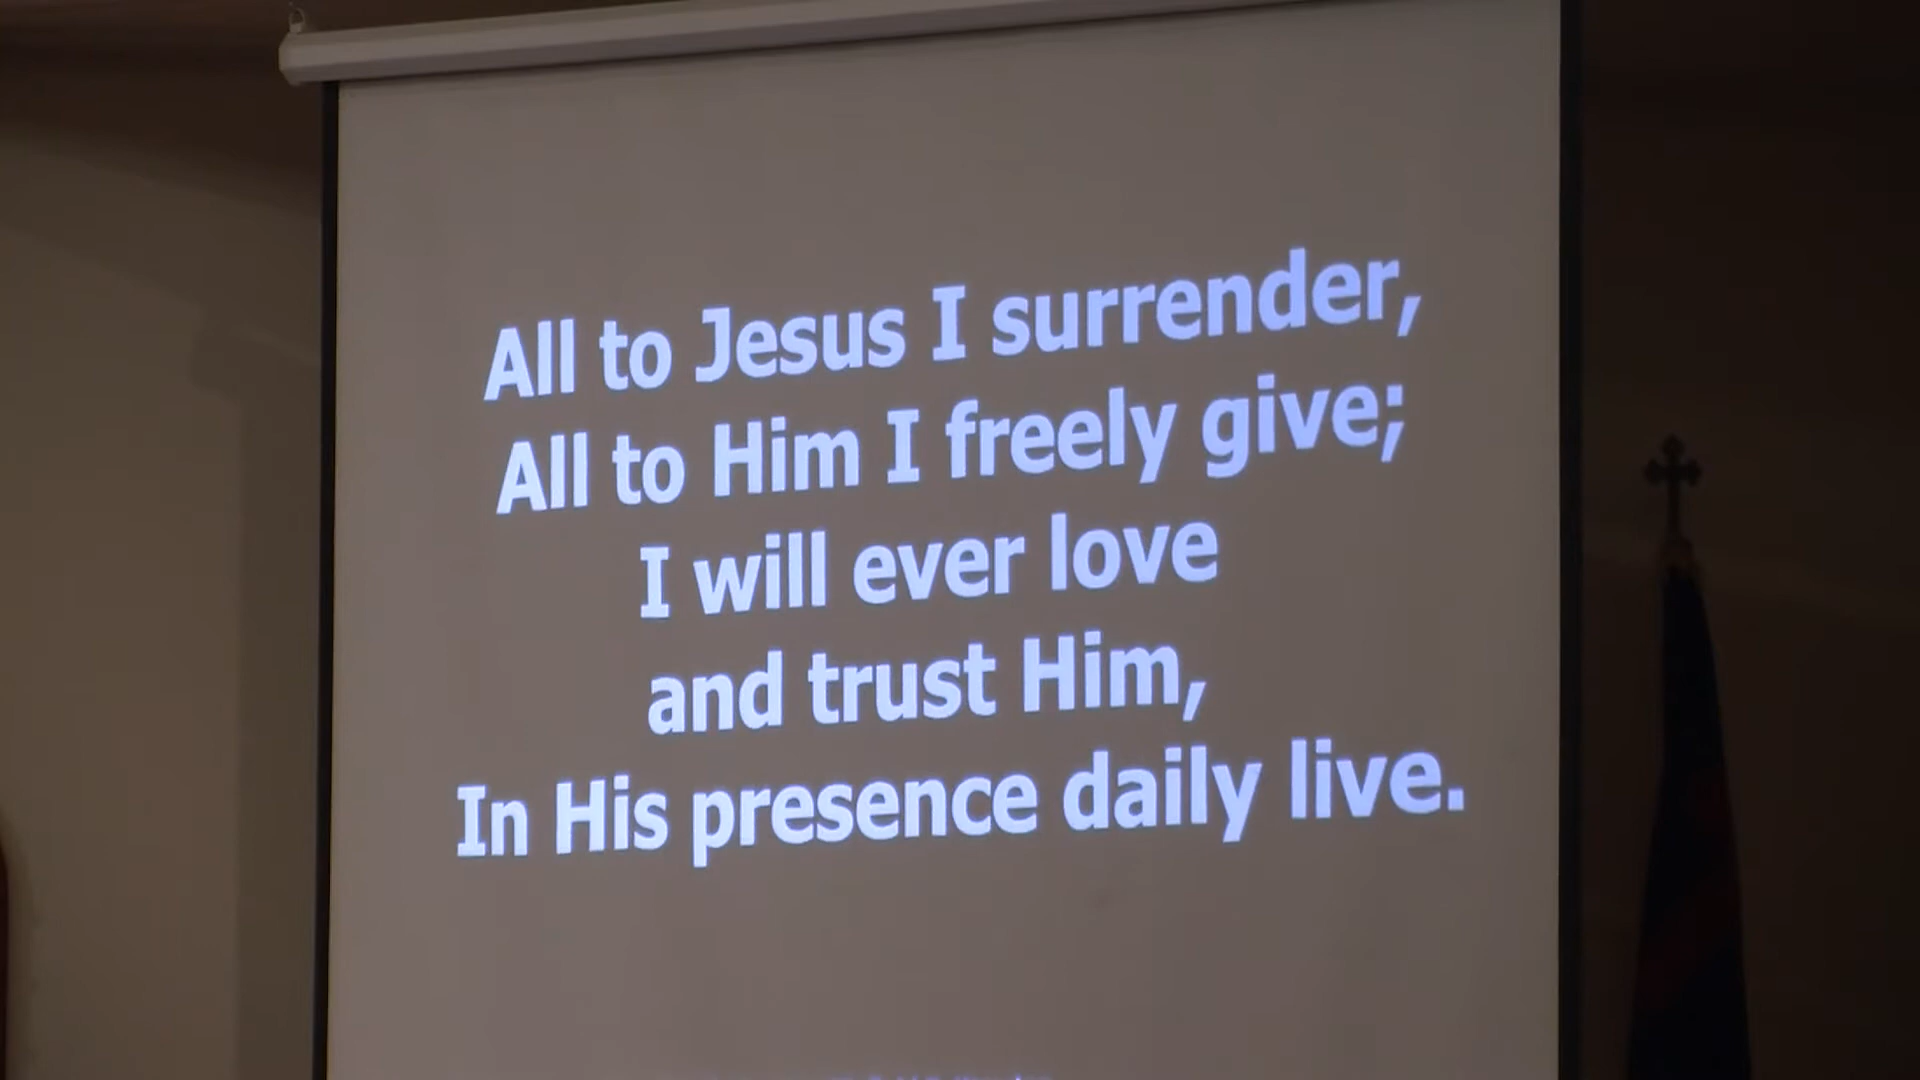 All to Jesus I surrender,
All to Him I freely give;
I will ever love
and trust Him,
In His presence daily live.